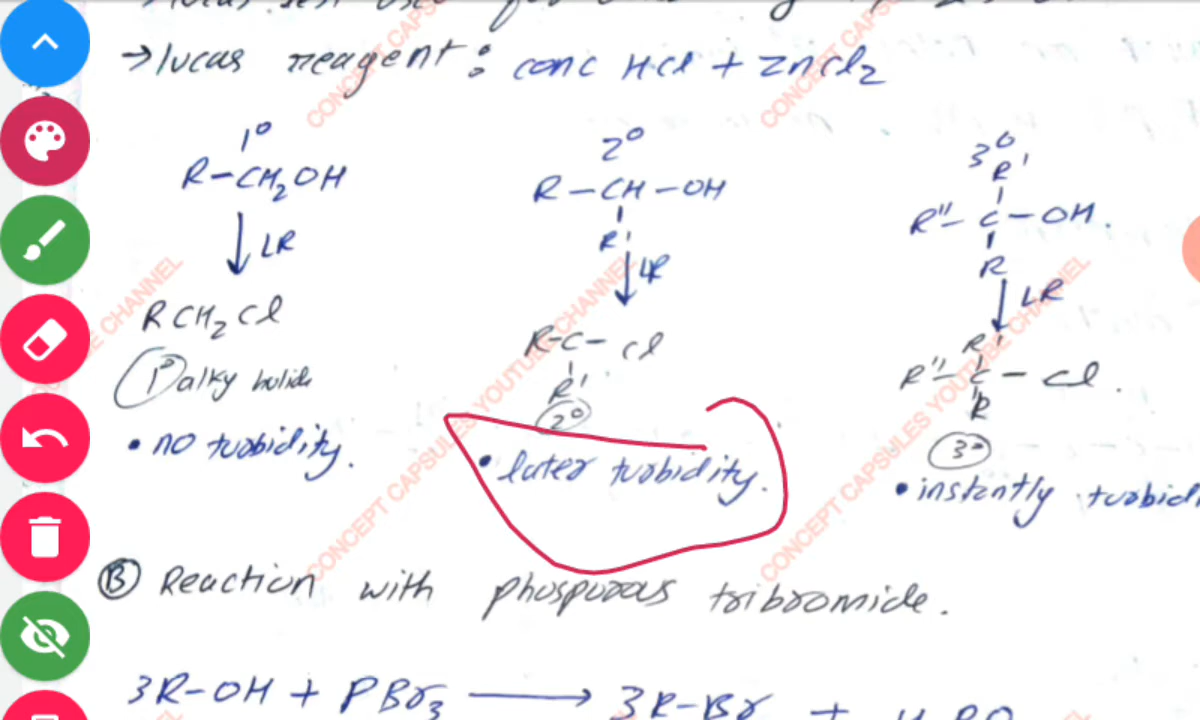 →lucas reagent : conc HCl + ZnCl2
1° 2° 3°
R-CH2OH R-CH-OH R'
R' R''-C-OH.
R
↓LR ↓LR ↓LR
RCH2Cl R-C-Cl R'
R' R''-C-Cl.
R
1° alky halide 2° 3°
• no turbidity. • later turbidity. • instantly turbid
Ⓑ Reaction with phosporous tribromide.
3R-OH + PBr3 → 3R-Br +
CONCEPT CAPSULES YOUTUBE CHANNEL